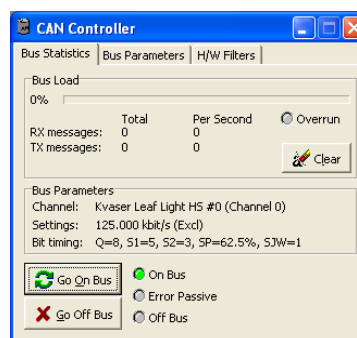 CAN Controller
Bus Statistics Bus Parameters H/W Filters
Bus Load
0%
Total Per Second Overrun
RX messages: 0 0
TX messages: 0 0
Clear
Bus Parameters
Channel: Kvaser Leaf Light HS #0 (Channel 0)
Settings: 125.000 kbit/s (Excl)
Bit timing: Q=8, S1=5, S2=3, SP=62.5%, SJW=1
Go On Bus On Bus
Error Passive
Go Off Bus Off Bus